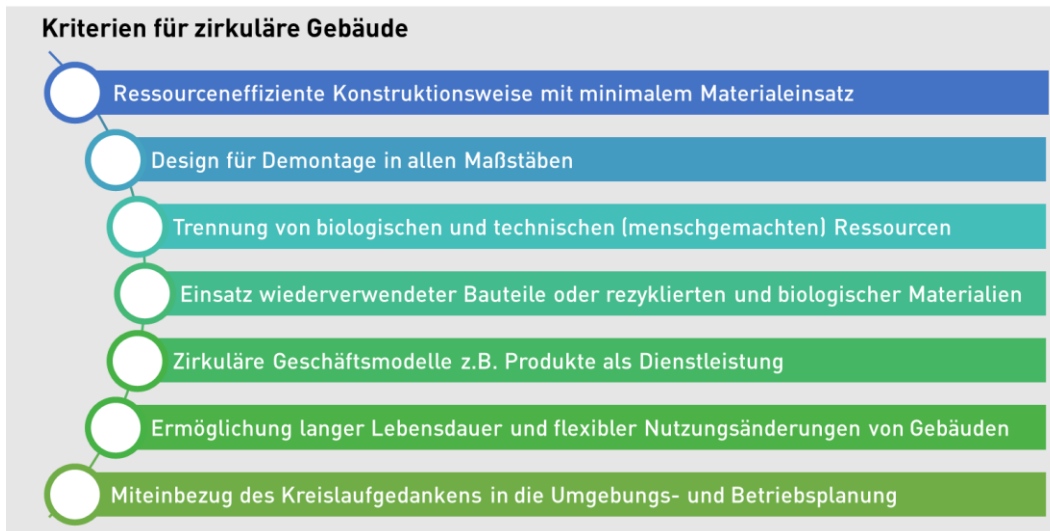 Kriterien für zirkuläre Gebäude
Ressourceneffiziente Konstruktionsweise mit minimalem Materialeinsatz
Design für Demontage in allen Maßstäben
Trennung von biologischen und technischen (menschgemachten) Ressourcen
Einsatz wiederverwendeter Bauteile oder rezyklierten und biologischer Materialien
Zirkuläre Geschäftsmodelle z.B. Produkte als Dienstleistung
Ermöglichung langer Lebensdauer und flexibler Nutzungsänderungen von Gebäuden
Miteinbezug des Kreislaufgedankens in die Umgebungs- und Betriebsplanung